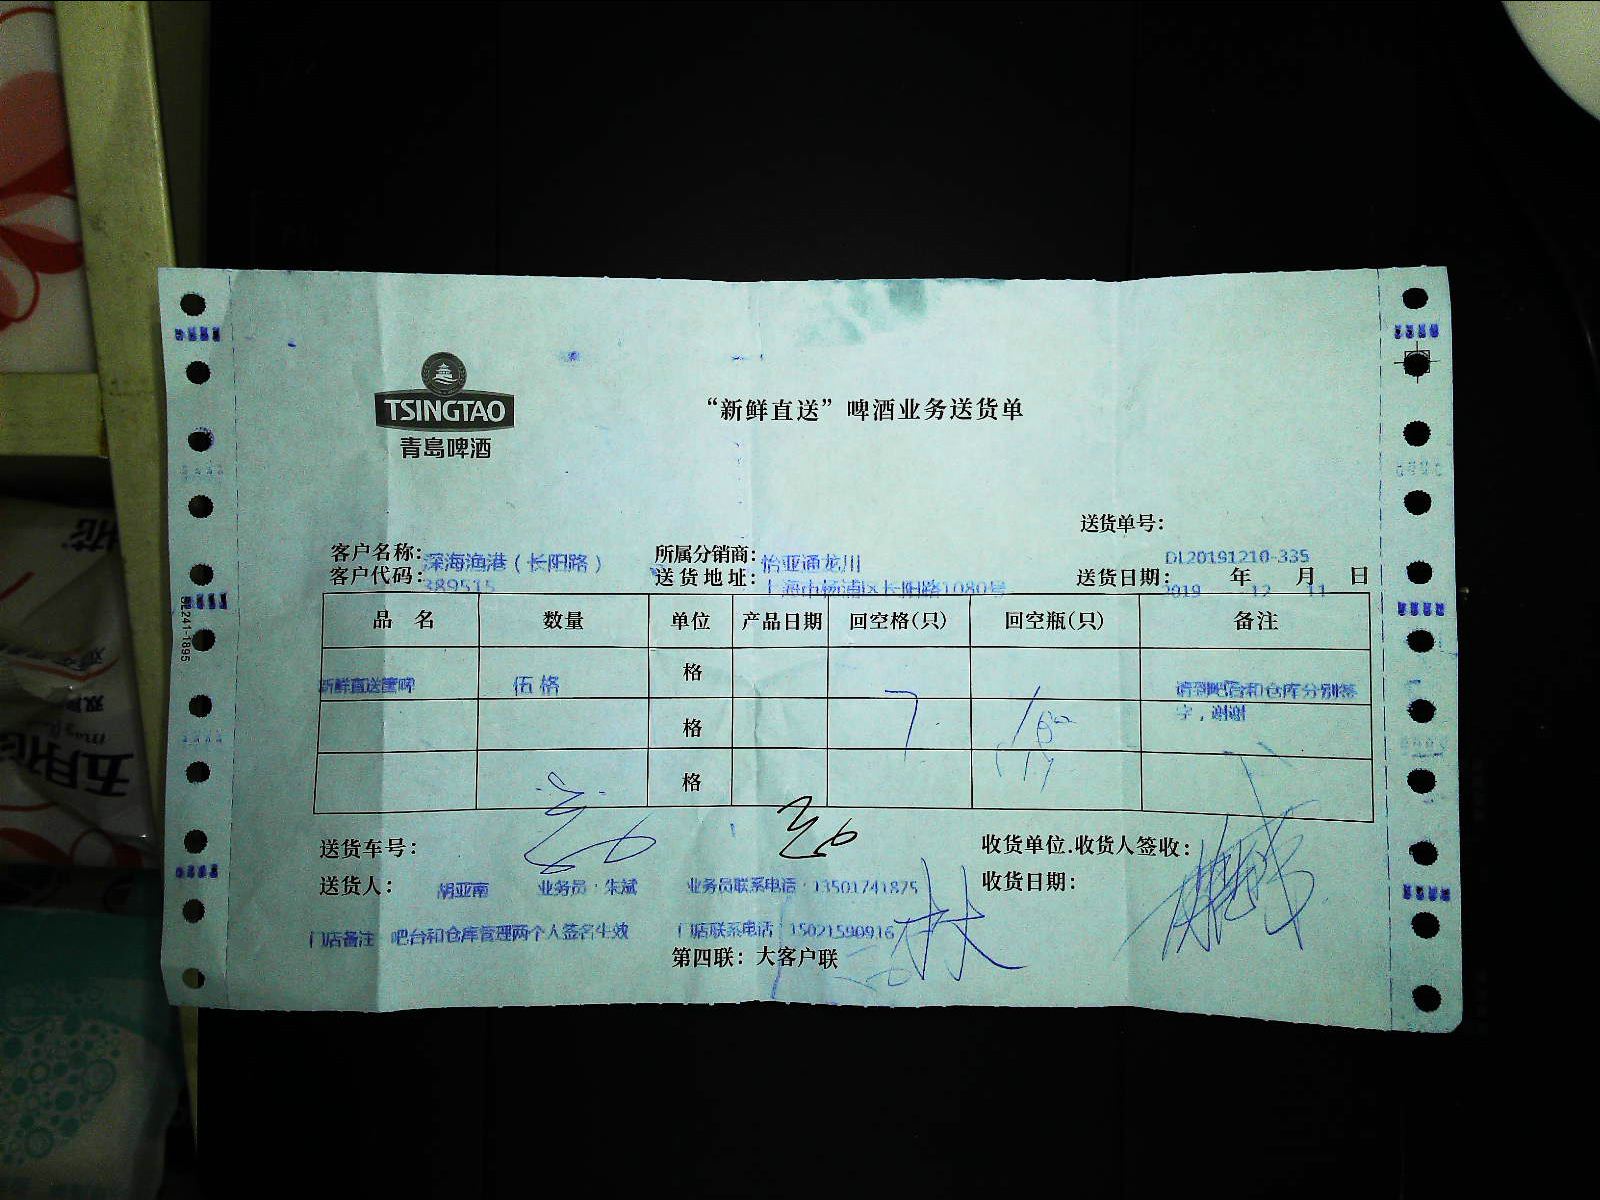 TSINGTAO
青島啤酒
“新鲜直送”啤酒业务送货单
送货单号：
DL20191210-335
客户名称：深海渔港（长阳路） 所属分销商：怡亚通龙川
客户代码：389515 送货地址：上海市杨浦区长阳路1080号 送货日期：2019 年 12 月 11 日
品 名 数量 单位 产品日期 回空格(只) 回空瓶(只) 备注
新鲜直送 伍格 格 请到吧台和仓库分别签
字，谢谢
格 7
格
送货车号： 收货单位.收货人签收：
送货人： 胡亚南 业务员：朱斌 业务员联系电话：13501741875 收货日期：
门店备注 吧台和仓库管理两个人签名生效 门店联系电话：15021590916
第四联：大客户联
DL241-1895
五月花